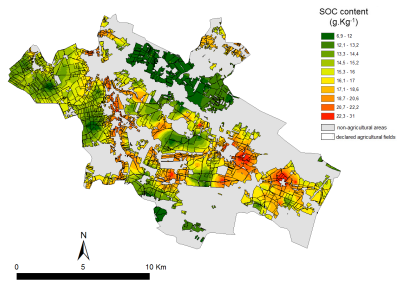 SOC content
(g.Kg-1)
6.9 - 12
12.1 - 13,2
13.3 - 14.4
14.5 - 15.2
15.3 - 16
16.1 - 17
17.1 - 18,6
18.7 - 20,6
20,7 - 22.2
22.3 - 31
non-agricultural areas
declared agricultural fields
N
0 5 10 Km